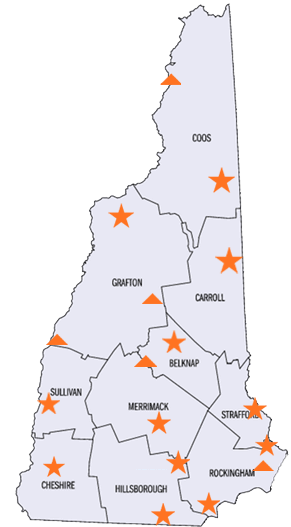 COOS
GRAFTON
CARROLL
BELKNAP
SULLIVAN
MERRIMACK
STRAFFORD
ROCKINGHAM
CHESHIRE
HILLSBOROUGH